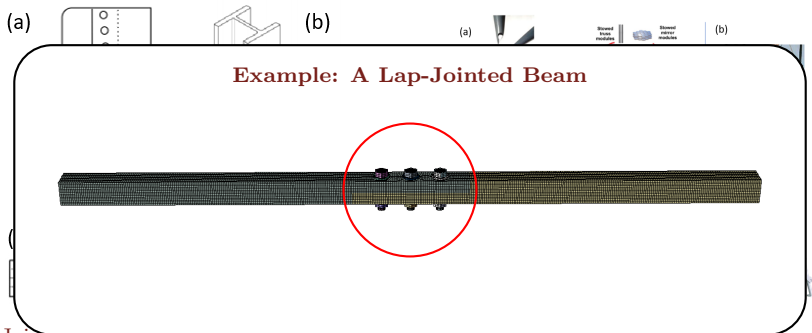 (a)
(b)
(a)
Stowed
truss
modules
Stowed
mirror
modules
(b)
Example: A Lap-Jointed Beam